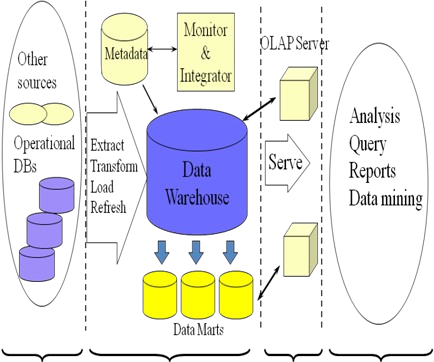 Other
sources
Operational
DBs
Extract
Transform
Load
Refresh
Metadata
Monitor
&
Integrator
Data
Warehouse
Data Marts
OLAP Server
Serve
Analysis
Query
Reports
Data mining